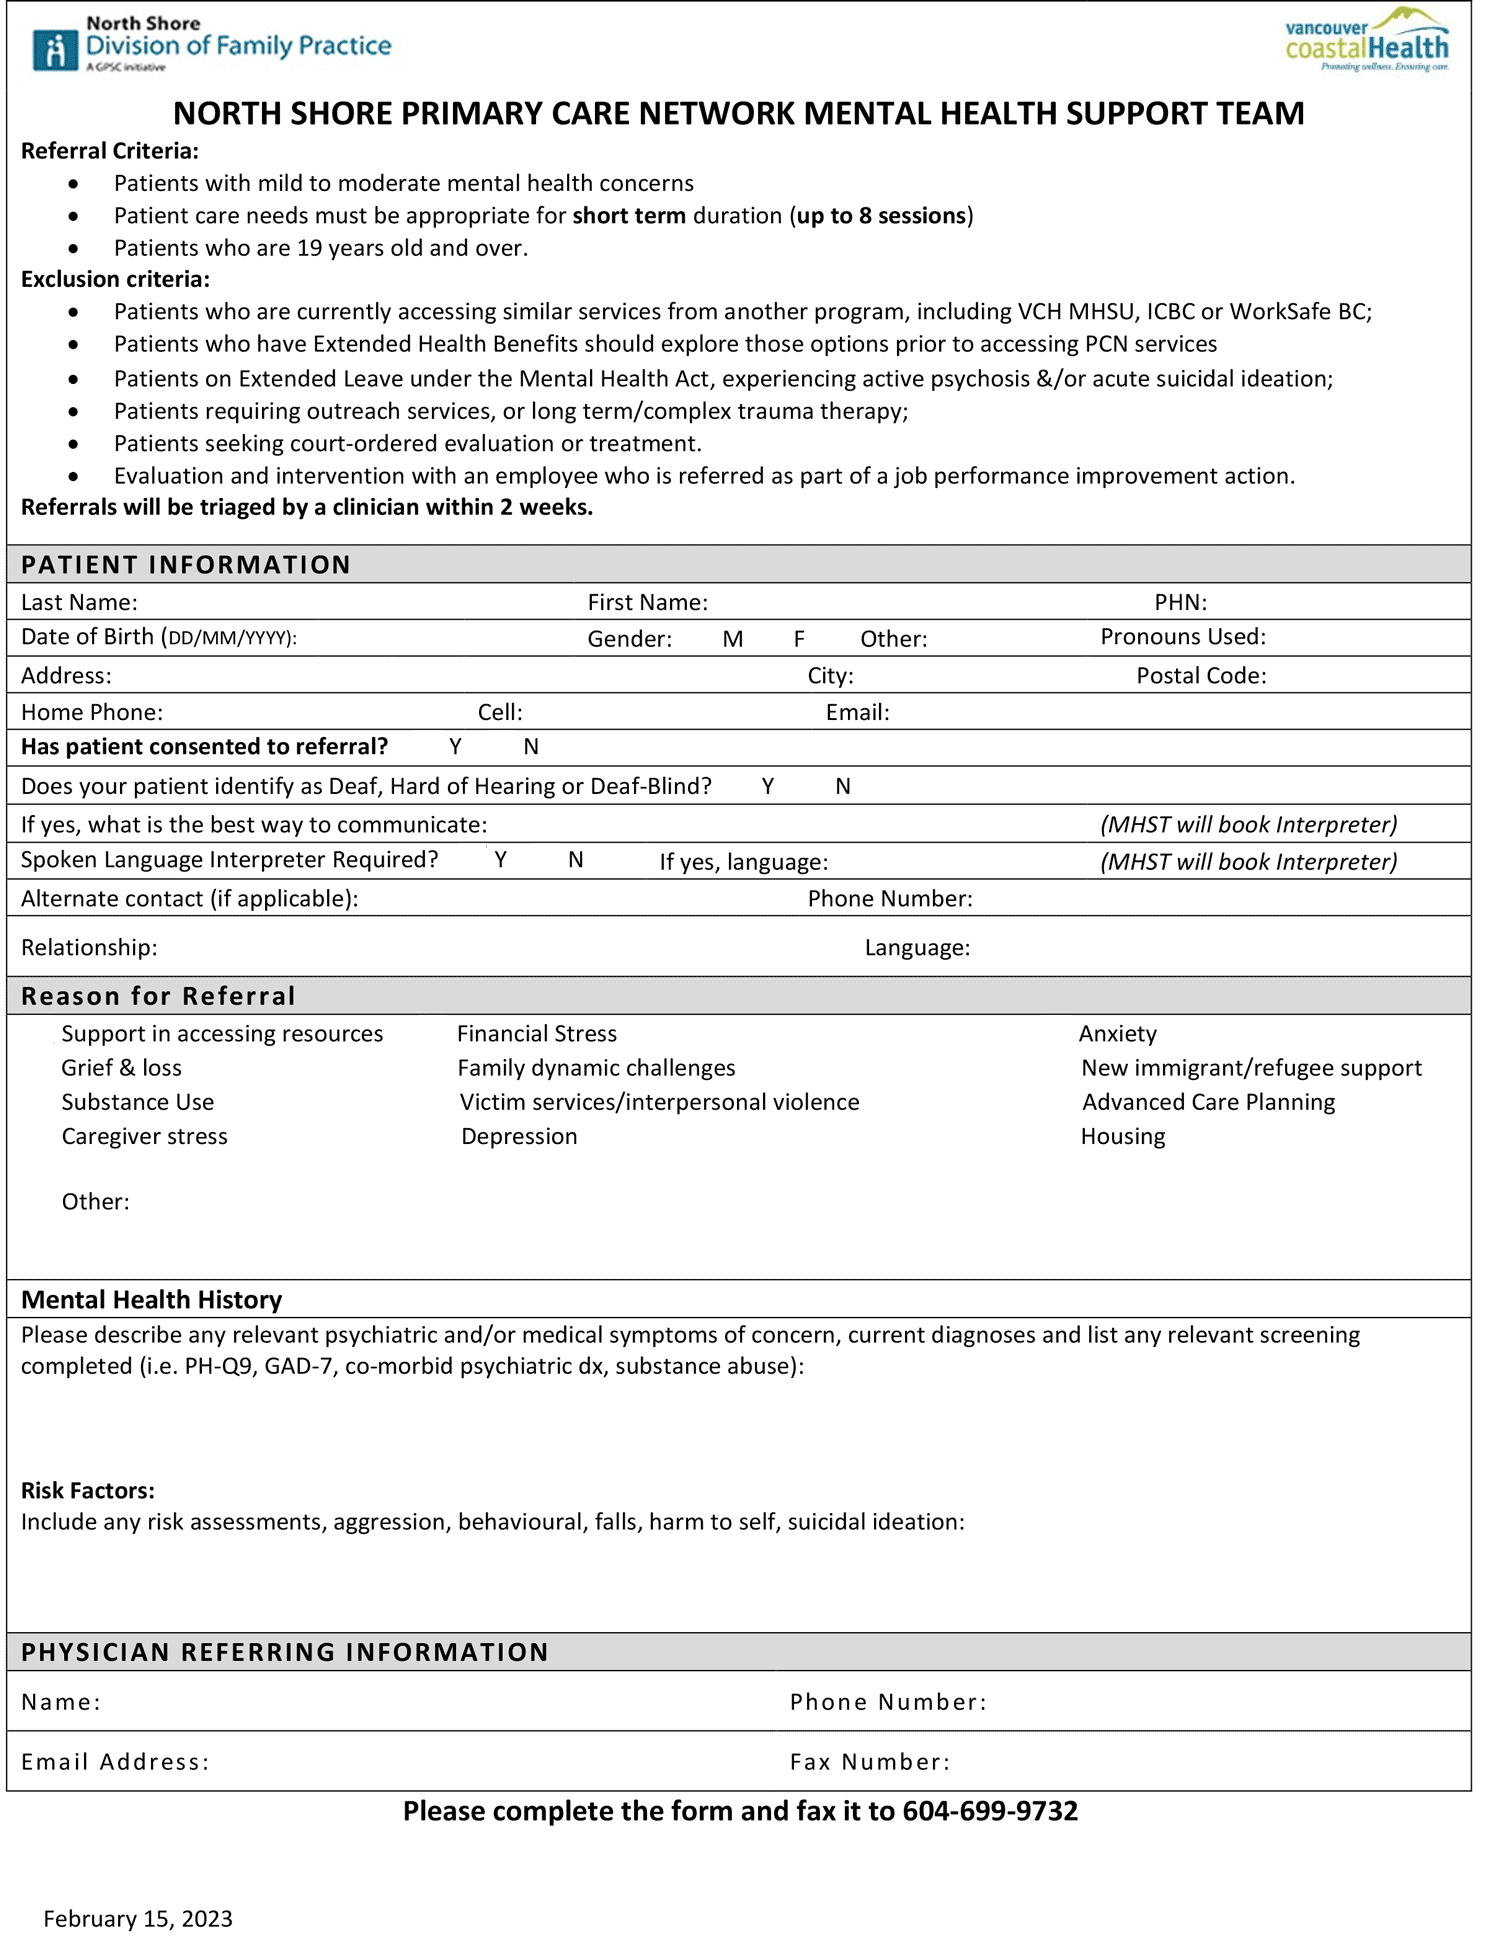 North Shore
Division of Family Practice
A GPSC initiative
vancouver
coastalHealth
Promoting wellness. Ensuring care.
NORTH SHORE PRIMARY CARE NETWORK MENTAL HEALTH SUPPORT TEAM
Referral Criteria:
• Patients with mild to moderate mental health concerns
• Patient care needs must be appropriate for short term duration (up to 8 sessions)
• Patients who are 19 years old and over.
Exclusion criteria:
• Patients who are currently accessing similar services from another program, including VCH MHSU, ICBC or WorkSafe BC;
• Patients who have Extended Health Benefits should explore those options prior to accessing PCN services
• Patients on Extended Leave under the Mental Health Act, experiencing active psychosis &/or acute suicidal ideation;
• Patients requiring outreach services, or long term/complex trauma therapy;
• Patients seeking court-ordered evaluation or treatment.
• Evaluation and intervention with an employee who is referred as part of a job performance improvement action.
Referrals will be triaged by a clinician within 2 weeks.
PATIENT INFORMATION
Last Name: First Name: PHN:
Date of Birth (DD/MM/YYYY): Gender: M F Other: Pronouns Used:
Address: City: Postal Code:
Home Phone: Cell: Email:
Has patient consented to referral? Y N
Does your patient identify as Deaf, Hard of Hearing or Deaf-Blind? Y N
If yes, what is the best way to communicate: (MHST will book Interpreter)
Spoken Language Interpreter Required? Y N If yes, language: (MHST will book Interpreter)
Alternate contact (if applicable): Phone Number:
Relationship: Language:
Reason for Referral
Support in accessing resources Financial Stress Anxiety
Grief & loss Family dynamic challenges New immigrant/refugee support
Substance Use Victim services/interpersonal violence Advanced Care Planning
Caregiver stress Depression Housing
Other:
Mental Health History
Please describe any relevant psychiatric and/or medical symptoms of concern, current diagnoses and list any relevant screening
completed (i.e. PH-Q9, GAD-7, co-morbid psychiatric dx, substance abuse):
Risk Factors:
Include any risk assessments, aggression, behavioural, falls, harm to self, suicidal ideation:
PHYSICIAN REFERRING INFORMATION
Name: Phone Number:
Email Address: Fax Number:
Please complete the form and fax it to 604-699-9732
February 15, 2023